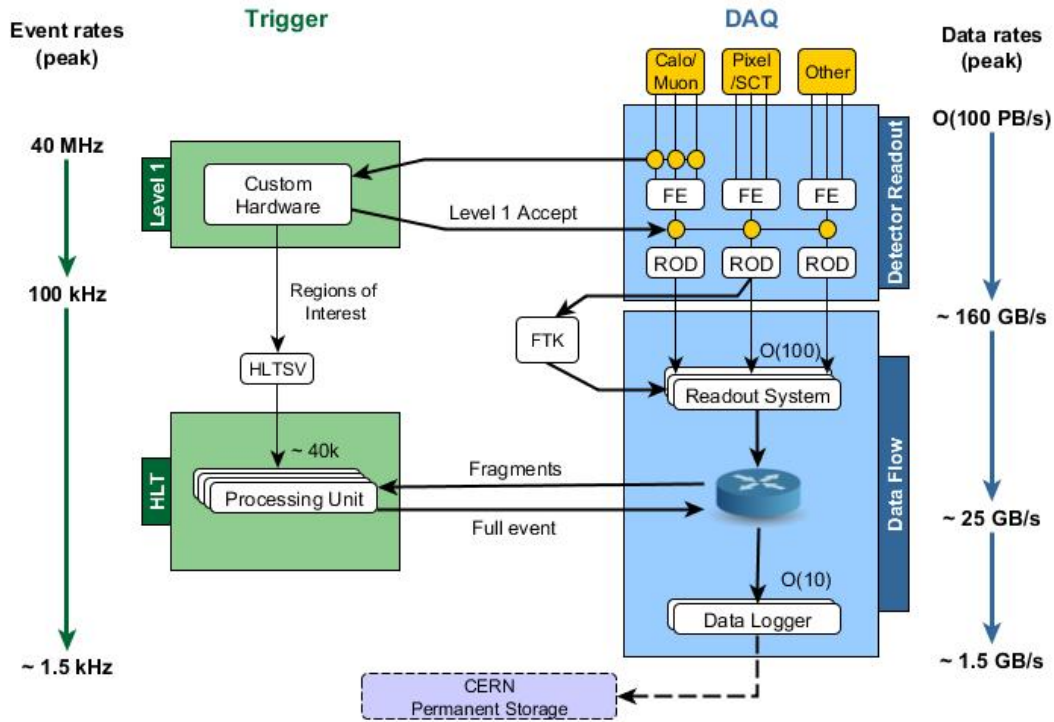 Event rates
(peak)
Trigger
DAQ
Data rates
(peak)
Calo/
Muon
Pixel
/SCT
Other
O(100 PB/s)
40 MHz
Level 1
Custom
Hardware
FE
FE
FE
Level 1 Accept
ROD
ROD
ROD
Detector Readout
100 kHz
Regions of
Interest
~ 160 GB/s
FTK
O(100)
HLTSV
Readout System
~ 40k
HLT
Processing Unit
Fragments
Full event
Data Flow
~ 25 GB/s
O(10)
Data Logger
~ 1.5 kHz
~ 1.5 GB/s
CERN
Permanent Storage